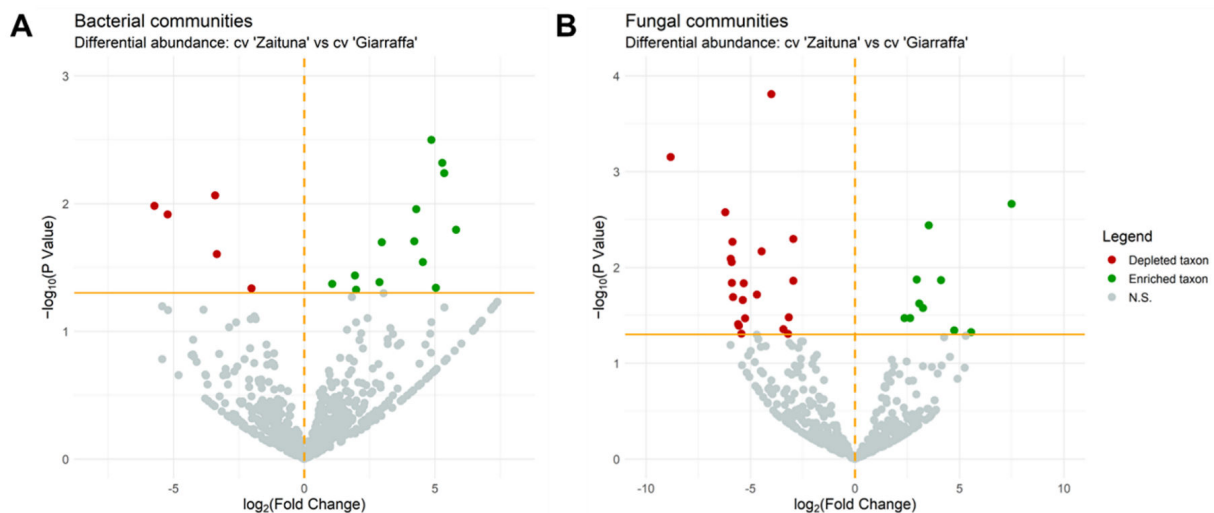 A
Bacterial communities
Differential abundance: cv 'Zaituna' vs cv 'Giarraffa'
3
2
1
0
−log10(P Value)
-5
0
5
log2(Fold Change)
B
Fungal communities
Differential abundance: cv 'Zaituna' vs cv 'Giarraffa'
4
3
2
1
0
−log10(P Value)
-10
-5
0
5
10
log2(Fold Change)
Legend
Depleted taxon
Enriched taxon
N.S.